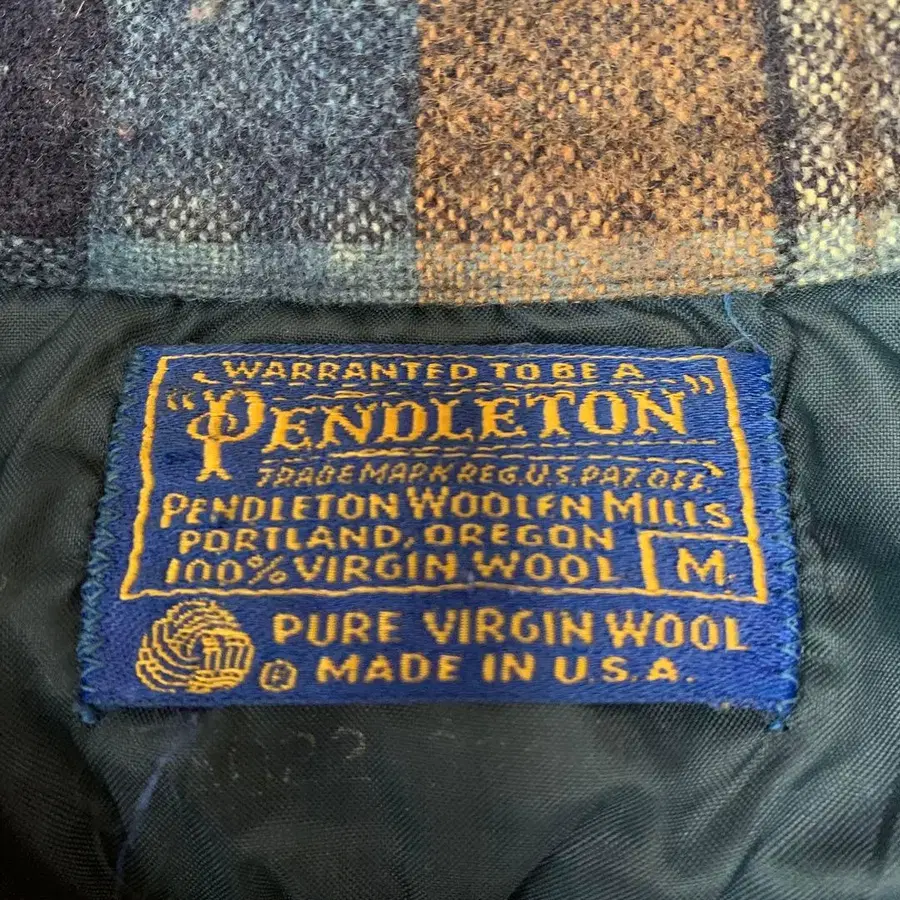 WARRANTED TO BE A
"PENDLETON"
TRADE MARK REG. U.S. PAT. OFF.
PENDLETON WOOLEN MILLS
PORTLAND, OREGON
100% VIRGIN WOOL M
PURE VIRGIN WOOL
® MADE IN U.S.A.